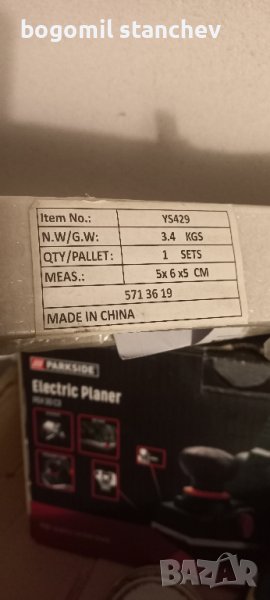 bogomil stanchev
Item No.: YS429
N.W/G.W: 3.4 KGS
QTY/PALLET: 1 SETS
MEAS.: 5x 6 x5 CM
571 36 19
MADE IN CHINA
PARKSIDE
Electric Planer
BAZAR